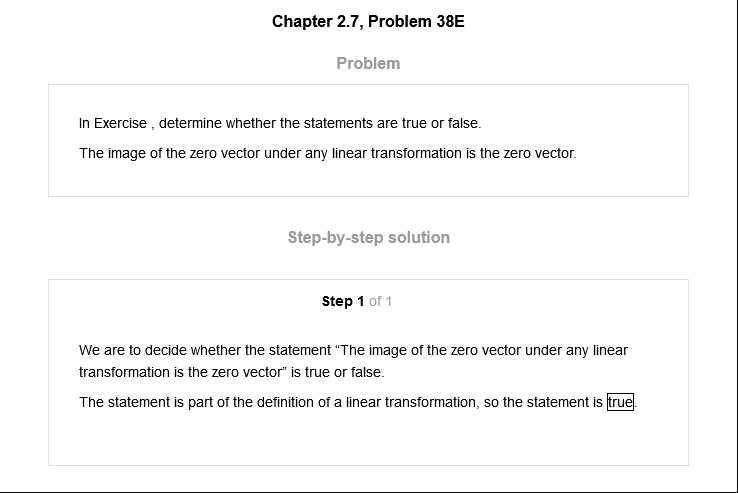 Chapter 2.7, Problem 38E
Problem
In Exercise , determine whether the statements are true or false.
The image of the zero vector under any linear transformation is the zero vector.
Step-by-step solution
Step 1 of 1
We are to decide whether the statement “The image of the zero vector under any linear
transformation is the zero vector” is true or false.
The statement is part of the definition of a linear transformation, so the statement is true.